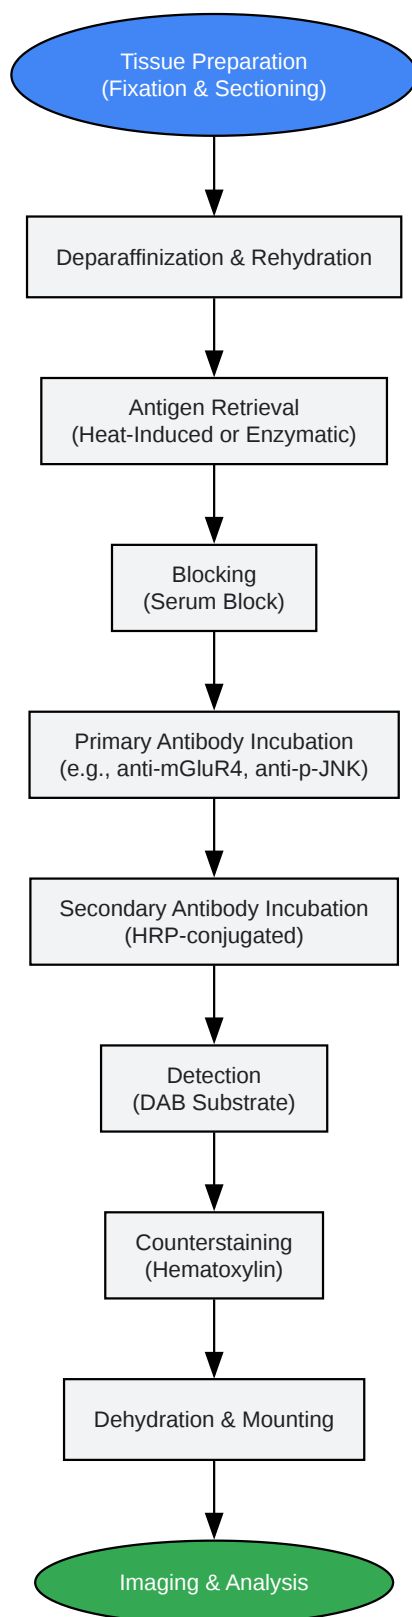 Tissue Preparation
(Fixation & Sectioning)
Deparaffinization & Rehydration
Antigen Retrieval
(Heat-Induced or Enzymatic)
Blocking
(Serum Block)
Primary Antibody Incubation
(e.g., anti-mGluR4, anti-p-JNK)
Secondary Antibody Incubation
(HRP-conjugated)
Detection
(DAB Substrate)
Counterstaining
(Hematoxylin)
Dehydration & Mounting
Imaging & Analysis